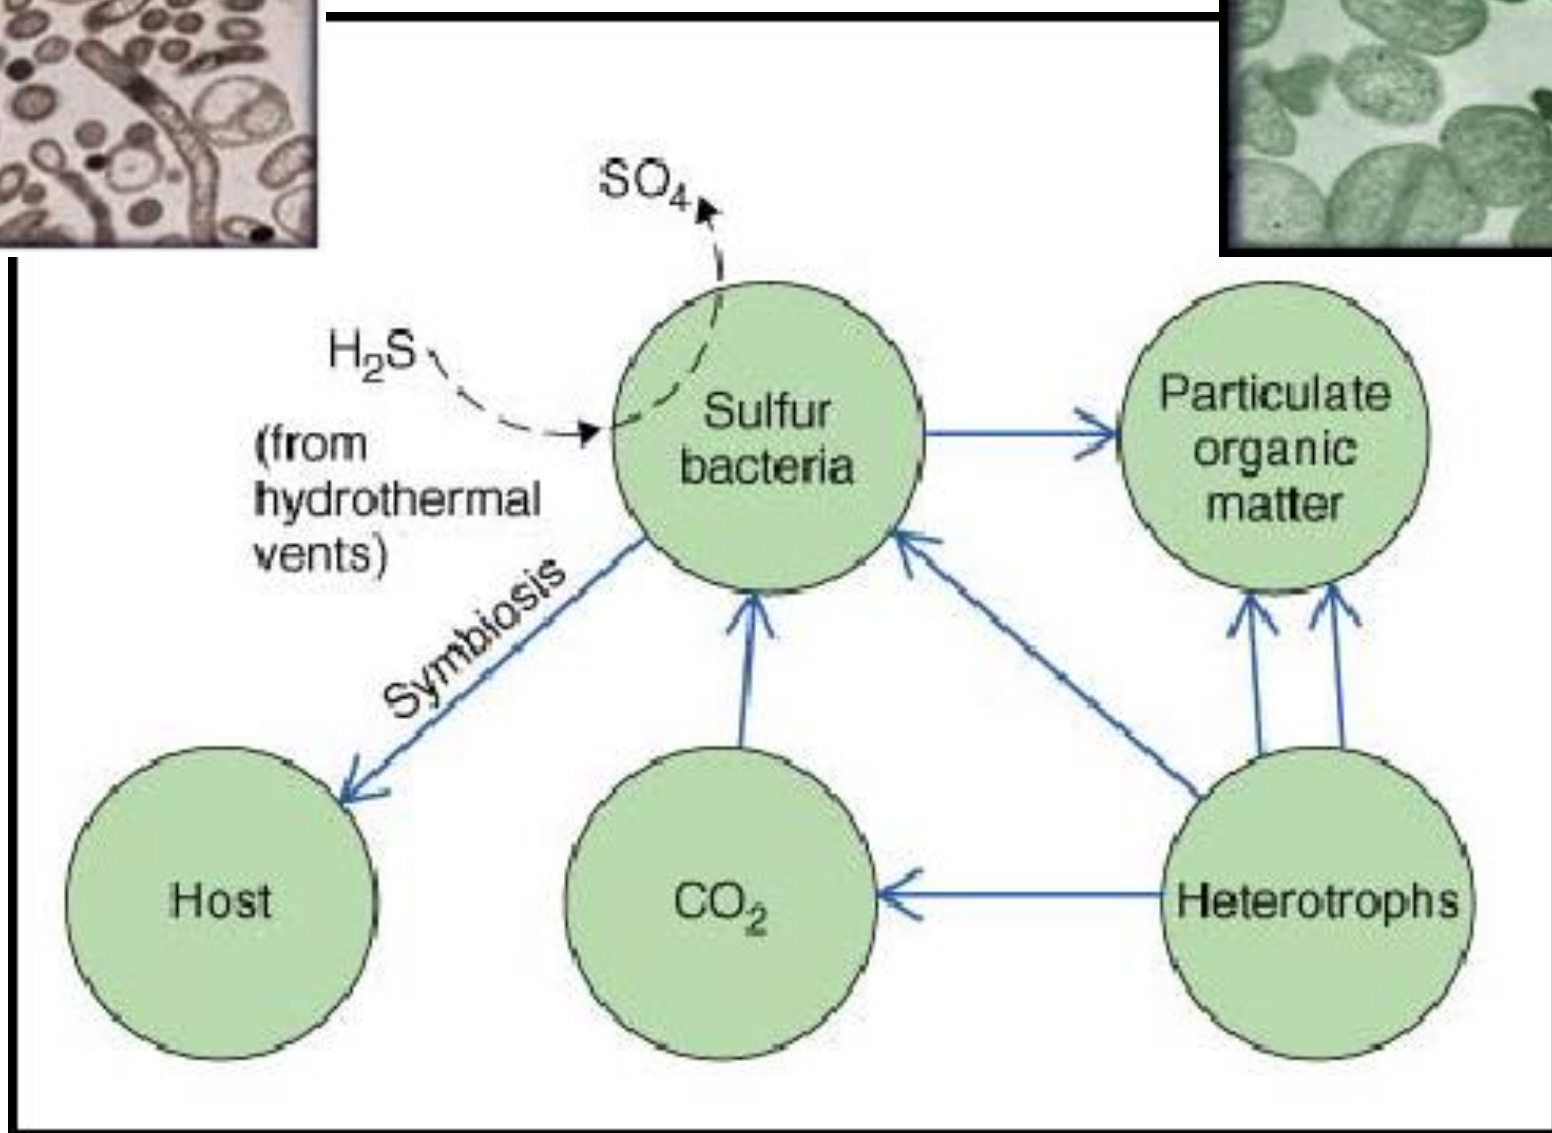 SO₄
H₂S
(from
hydrothermal
vents)
Sulfur
bacteria
Particulate
organic
matter
Symbiosis
Host
CO₂
Heterotrophs